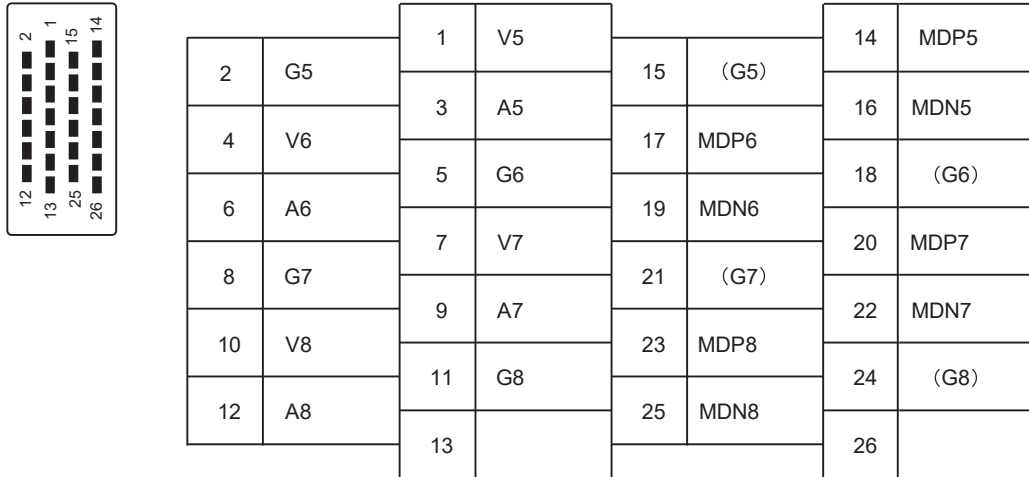 2 1 15 14
12 13 25 26
1 V5 14 MDP5
2 G5 15 （G5）
3 A5 16 MDN5
4 V6 17 MDP6
5 G6 18 （G6）
6 A6 19 MDN6
7 V7 20 MDP7
8 G7 21 （G7）
9 A7 22 MDN7
10 V8 23 MDP8
11 G8 24 （G8）
12 A8 25 MDN8
13 26